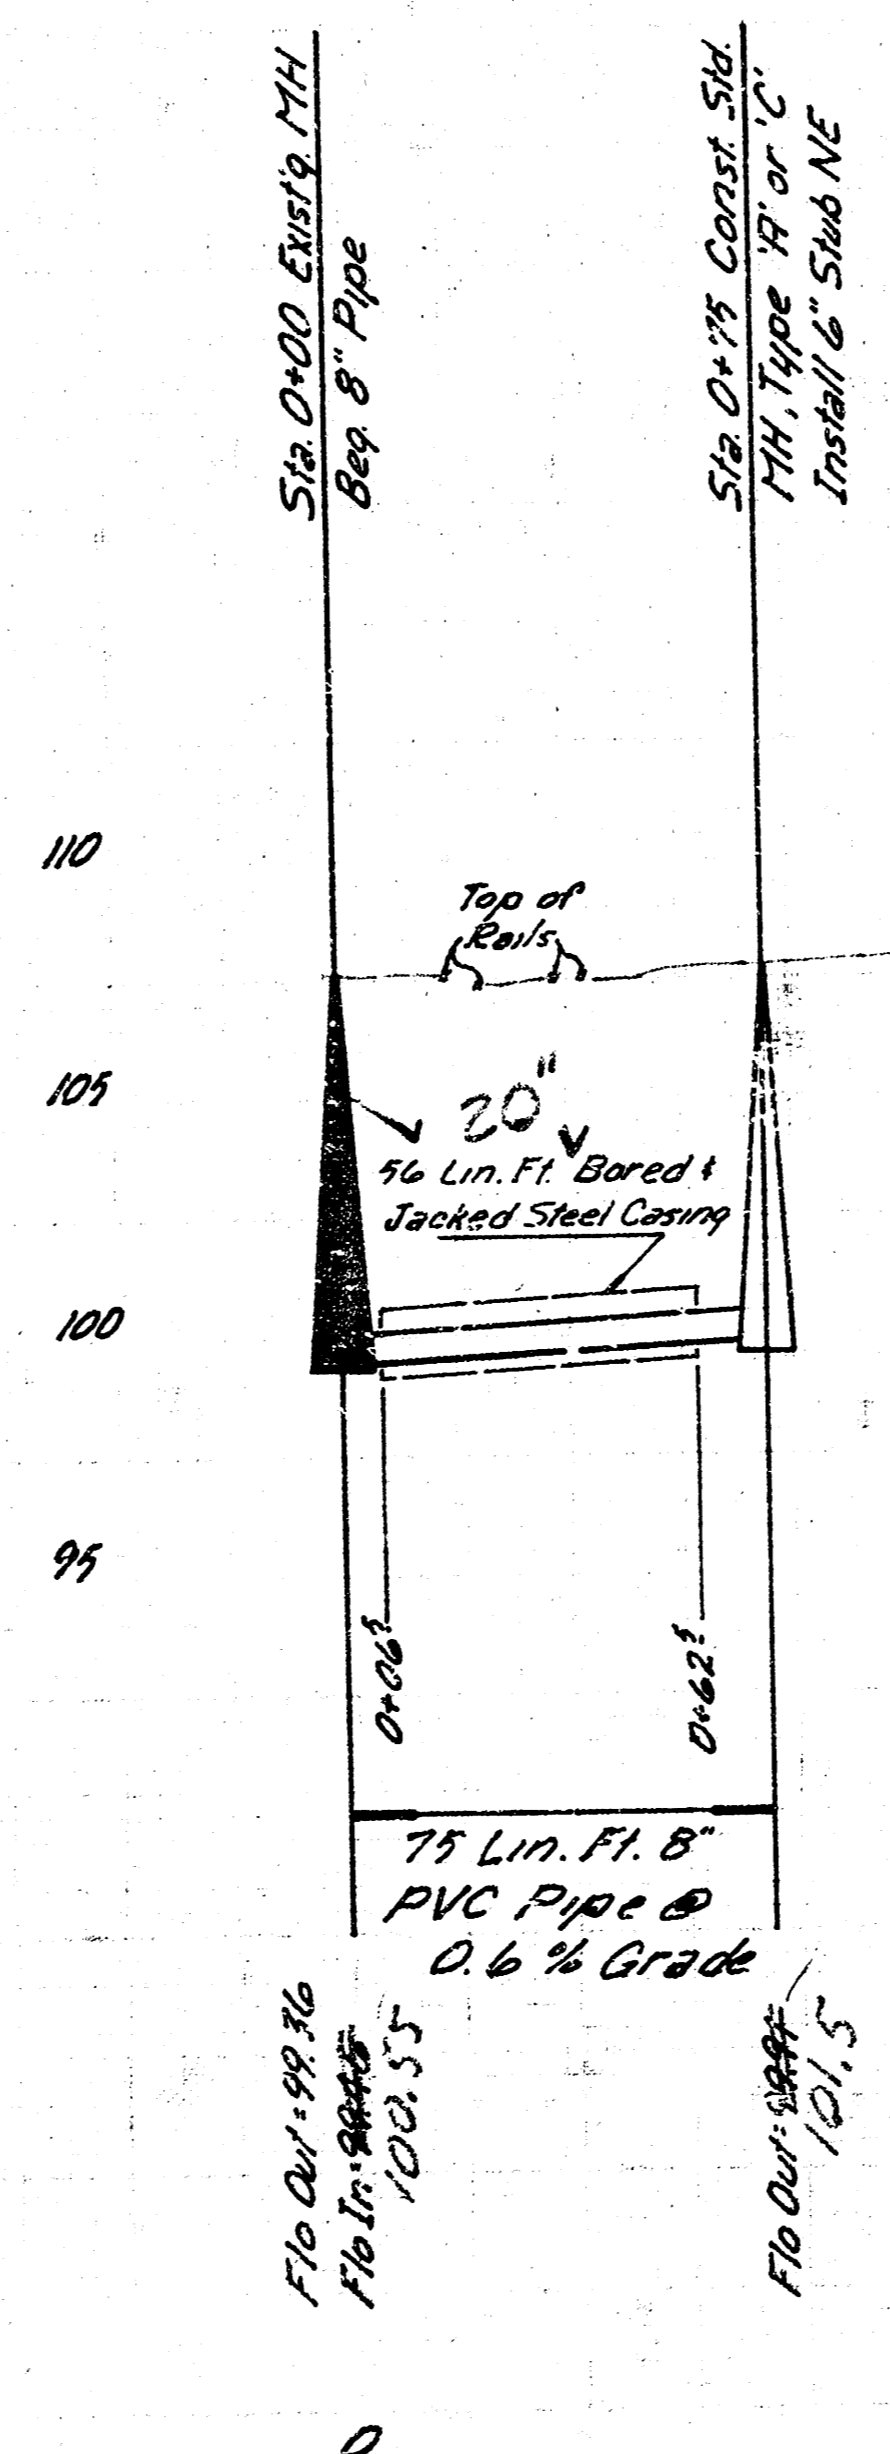 Sta. 0+00 Exist'g. MH
Beg. 8" Pipe
Sta. 0+75 Const. Std.
MH, Type 'A' or 'C'
Install 6" Stub NE
110
Top of
Rails
105
20"
56 Lin. Ft. Bored &
Jacked Steel Casing
100
95
0+06
0+62
75 Lin. Ft. 8"
PVC Pipe @
0.6 % Grade
Flo Out = 99.36
Flo In =
100.55
Flo Out =
101.5
0